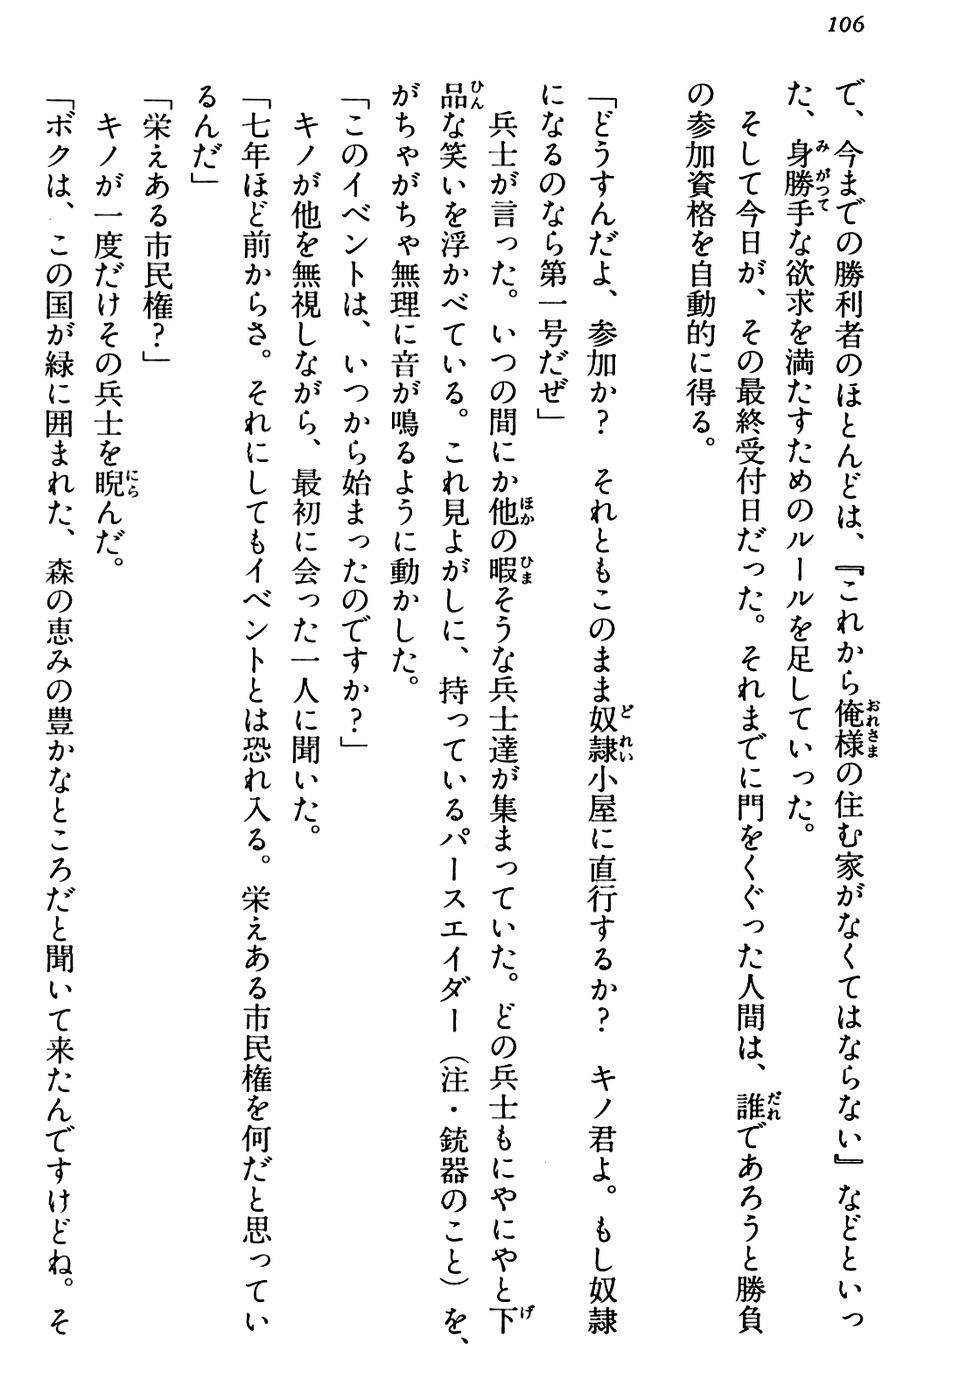 106
で、今までの勝利者のほとんどは、『これから俺様の住む家がなくてはならない』などといっ
た、身勝手な欲求を満たすためのルールを足していった。
そして今日が、その最終受付日だった。それまでに門をくぐった人間は、誰であろうと勝負
の参加資格を自動的に得る。
「どうすんだよ、参加か？　それともこのまま奴隷小屋に直行するか？　キノ君よ。もし奴隷
になるのなら第一号だぜ」
兵士が言った。いつの間にか他の暇そうな兵士達が集まっていた。どの兵士もにやにやと下
品な笑いを浮かべている。これ見よがしに、持っているパースエイダー（注・銃器のこと）を、
がちゃがちゃ無理に音が鳴るように動かした。
「このイベントは、いつから始まったのですか？」
キノが他を無視しながら、最初に会った一人に聞いた。
「七年ほど前からさ。それにしてもイベントとは恐れ入る。栄えある市民権を何だと思ってい
るんだ」
「栄えある市民権？」
キノが一度だけその兵士を睨んだ。
「ボクは、この国が緑に囲まれた、森の恵みの豊かなところだと聞いて来たんですけどね。そ